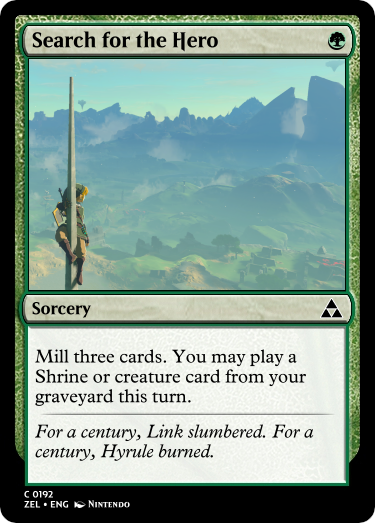 Search for the Hero
Sorcery
Mill three cards. You may play a
Shrine or creature card from your
graveyard this turn.
For a century, Link slumbered. For a
century, Hyrule burned.
C 0192
ZEL • ENG Nintendo